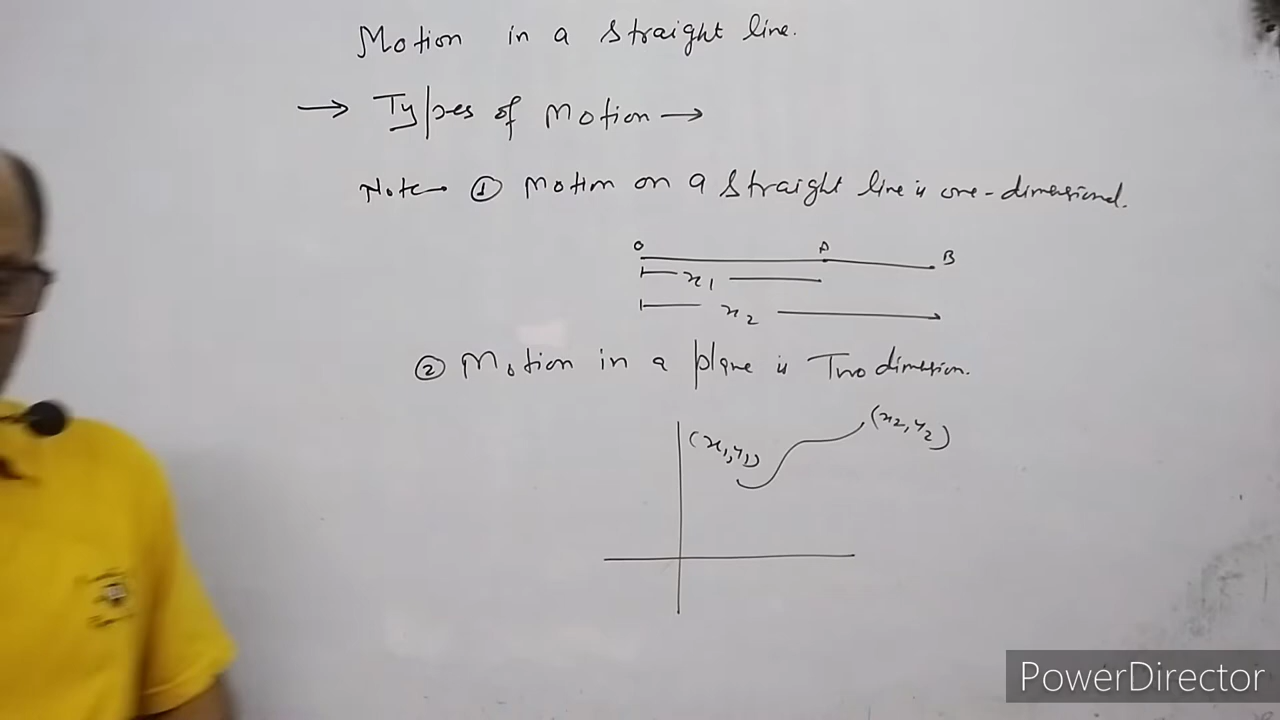 Motion in a straight line.
→ Types of Motion →
Note → ① Motion on a straight line is one-dimensional.
O A B
x₁
x₂
② Motion in a plane is Two dimension.
(x₁,y₁) (x₂,y₂)
PowerDirector